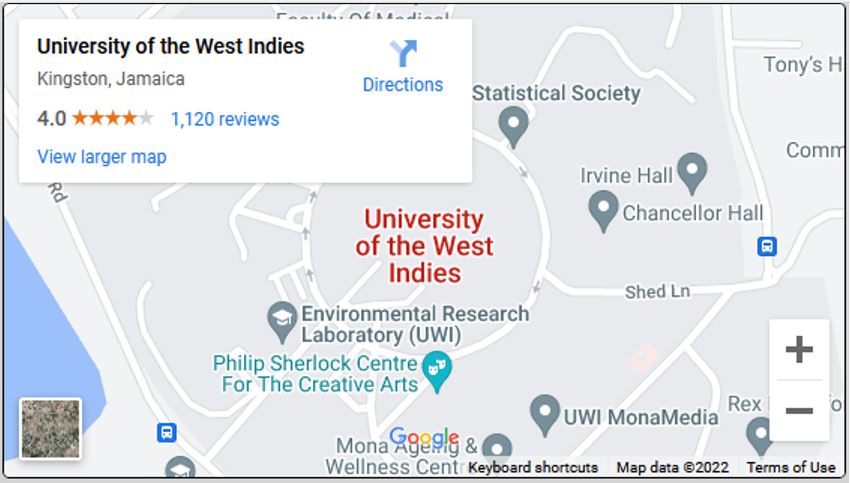 Faculty Of Medical
University of the West Indies
Kingston, Jamaica
4.0
1,120 reviews
View larger map
Directions
Statistical Society
Tony's H
Comm
Irvine Hall
Chancellor Hall
Rd
University
of the West
Indies
Shed Ln
Environmental Research
Laboratory (UWI)
Philip Sherlock Centre
For The Creative Arts
UWI MonaMedia
Rex
Google
Mona Ageing &
Wellness Cent
Keyboard shortcuts
Map data ©2022
Terms of Use